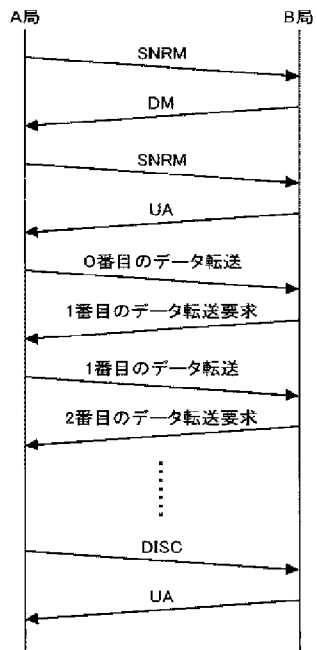 A局 B局
SNRM
DM
SNRM
UA
0番目のデータ転送
1番目のデータ転送要求
1番目のデータ転送
2番目のデータ転送要求
DISC
UA